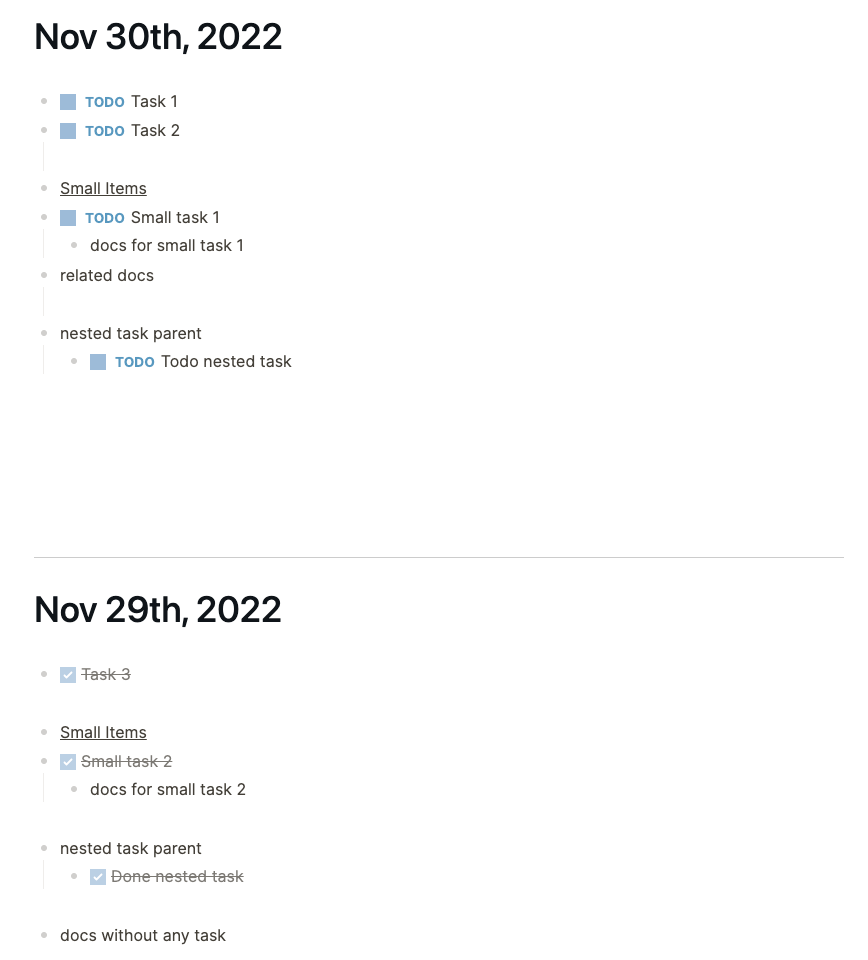 Nov 30th, 2022
TODO Task 1
TODO Task 2
Small Items
TODO Small task 1
docs for small task 1
related docs
nested task parent
TODO Todo nested task
Nov 29th, 2022
Task 3
Small Items
Small task 2
docs for small task 2
nested task parent
Done nested task
docs without any task